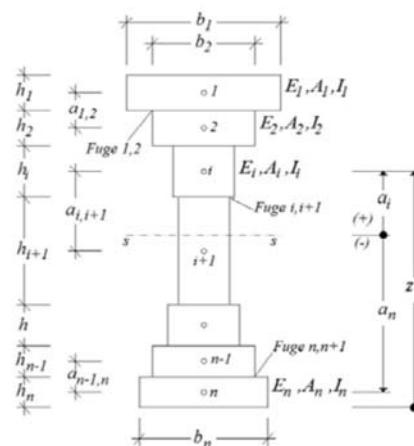 b1
b2
h1
a1,2
1
E1,A1,I1
h2
2
E2,A2,I2
Fuge 1,2
hi
i
Ei,Ai,Ii
ai
ai,i+1
Fuge i,i+1
(+)
s
s
(-)
hi+1
i+1
z
an
h
Fuge n,n+1
hn-1
n-1
an-1,n
hn
n
En,An,In
bn